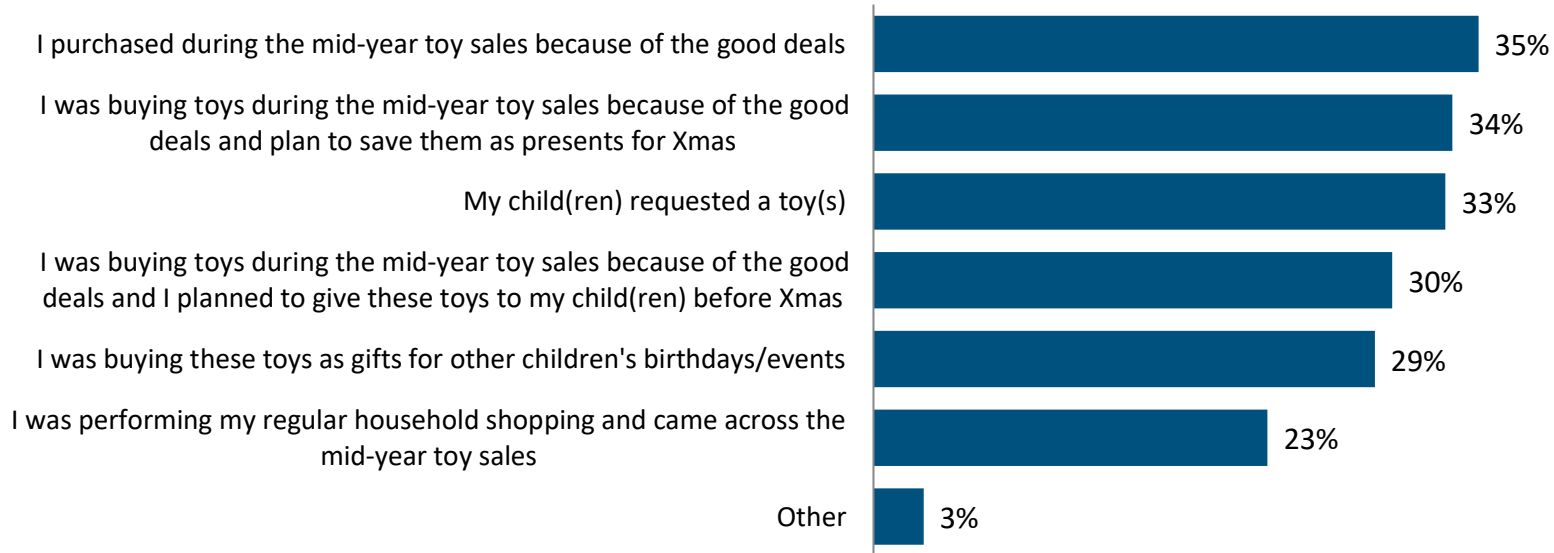 I purchased during the mid-year toy sales because of the good deals
35%
I was buying toys during the mid-year toy sales because of the good
deals and plan to save them as presents for Xmas
34%
My child(ren) requested a toy(s)
33%
I was buying toys during the mid-year toy sales because of the good
deals and I planned to give these toys to my child(ren) before Xmas
30%
I was buying these toys as gifts for other children's birthdays/events
29%
I was performing my regular household shopping and came across the
mid-year toy sales
23%
Other
3%